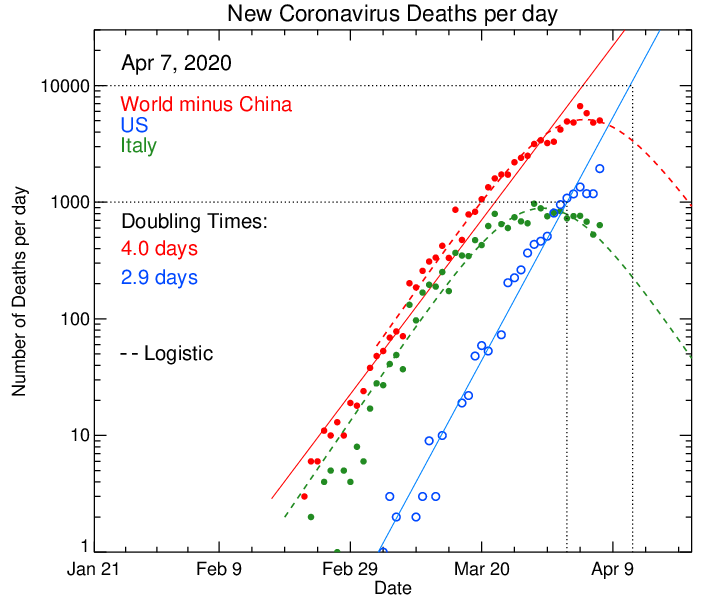 New Coronavirus Deaths per day
Apr 7, 2020
World minus China
US
Italy
Doubling Times:
4.0 days
2.9 days
-- Logistic
Number of Deaths per day
10000
1000
100
10
1
Jan 21
Feb 9
Feb 29
Mar 20
Apr 9
Date